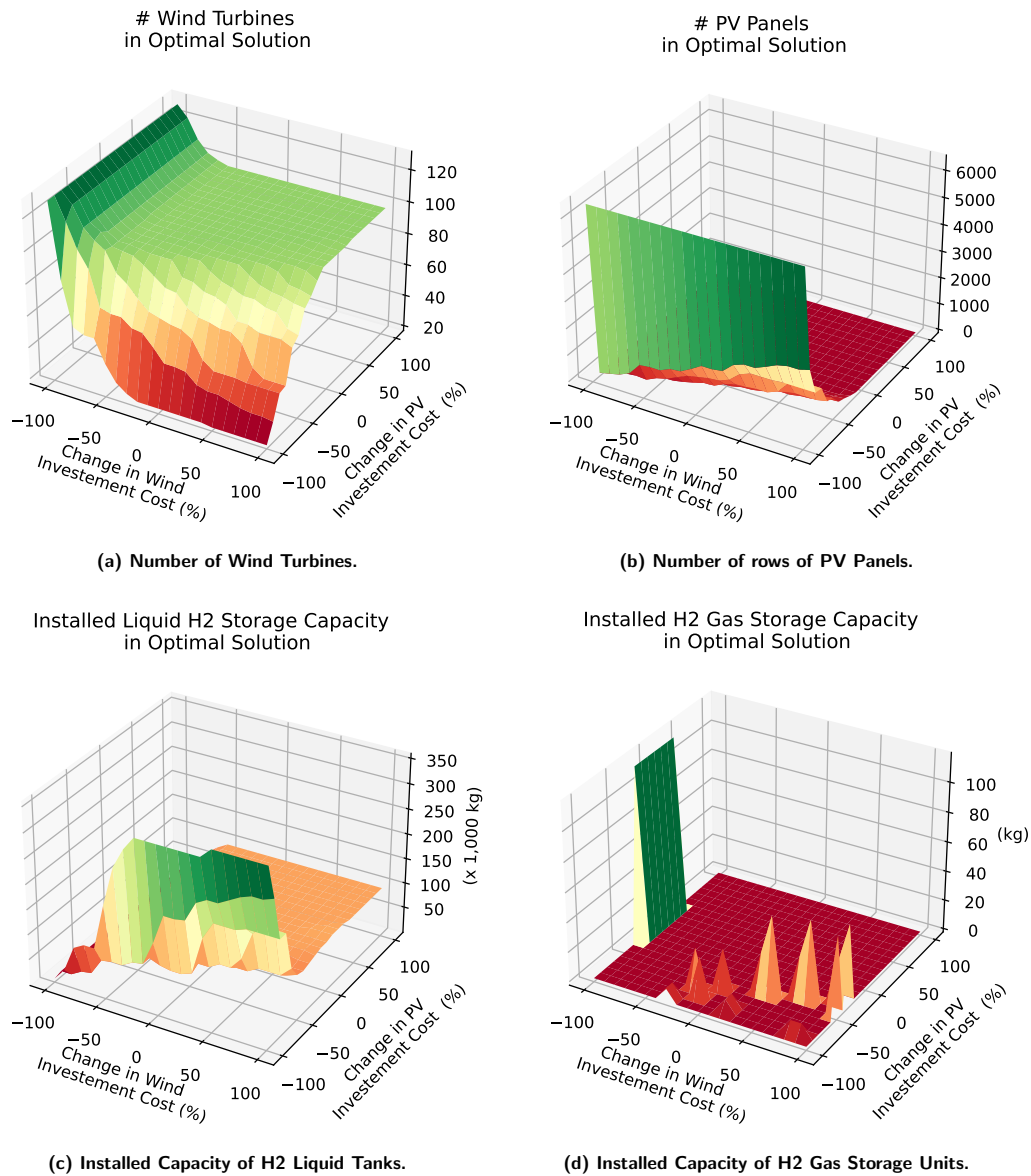 # Wind Turbines
in Optimal Solution
120
100
80
60
40
20
−100
−50
0
50
100
Change in Wind
Investement Cost (%)
−100
−50
0
50
100
Change in PV
Investement Cost (%)
(a) Number of Wind Turbines.
# PV Panels
in Optimal Solution
6000
5000
4000
3000
2000
1000
0
−100
−50
0
50
100
Change in Wind
Investement Cost (%)
−100
−50
0
50
100
Change in PV
Investement Cost (%)
(b) Number of rows of PV Panels.
Installed Liquid H2 Storage Capacity
in Optimal Solution
350
300
250
200
150
100
50
(x 1,000 kg)
−100
−50
0
50
100
Change in Wind
Investement Cost (%)
−100
−50
0
50
100
Change in PV
Investement Cost (%)
(c) Installed Capacity of H2 Liquid Tanks.
Installed H2 Gas Storage Capacity
in Optimal Solution
100
80
60
40
20
0
(kg)
−100
−50
0
50
100
Change in Wind
Investement Cost (%)
−100
−50
0
50
100
Change in PV
Investement Cost (%)
(d) Installed Capacity of H2 Gas Storage Units.